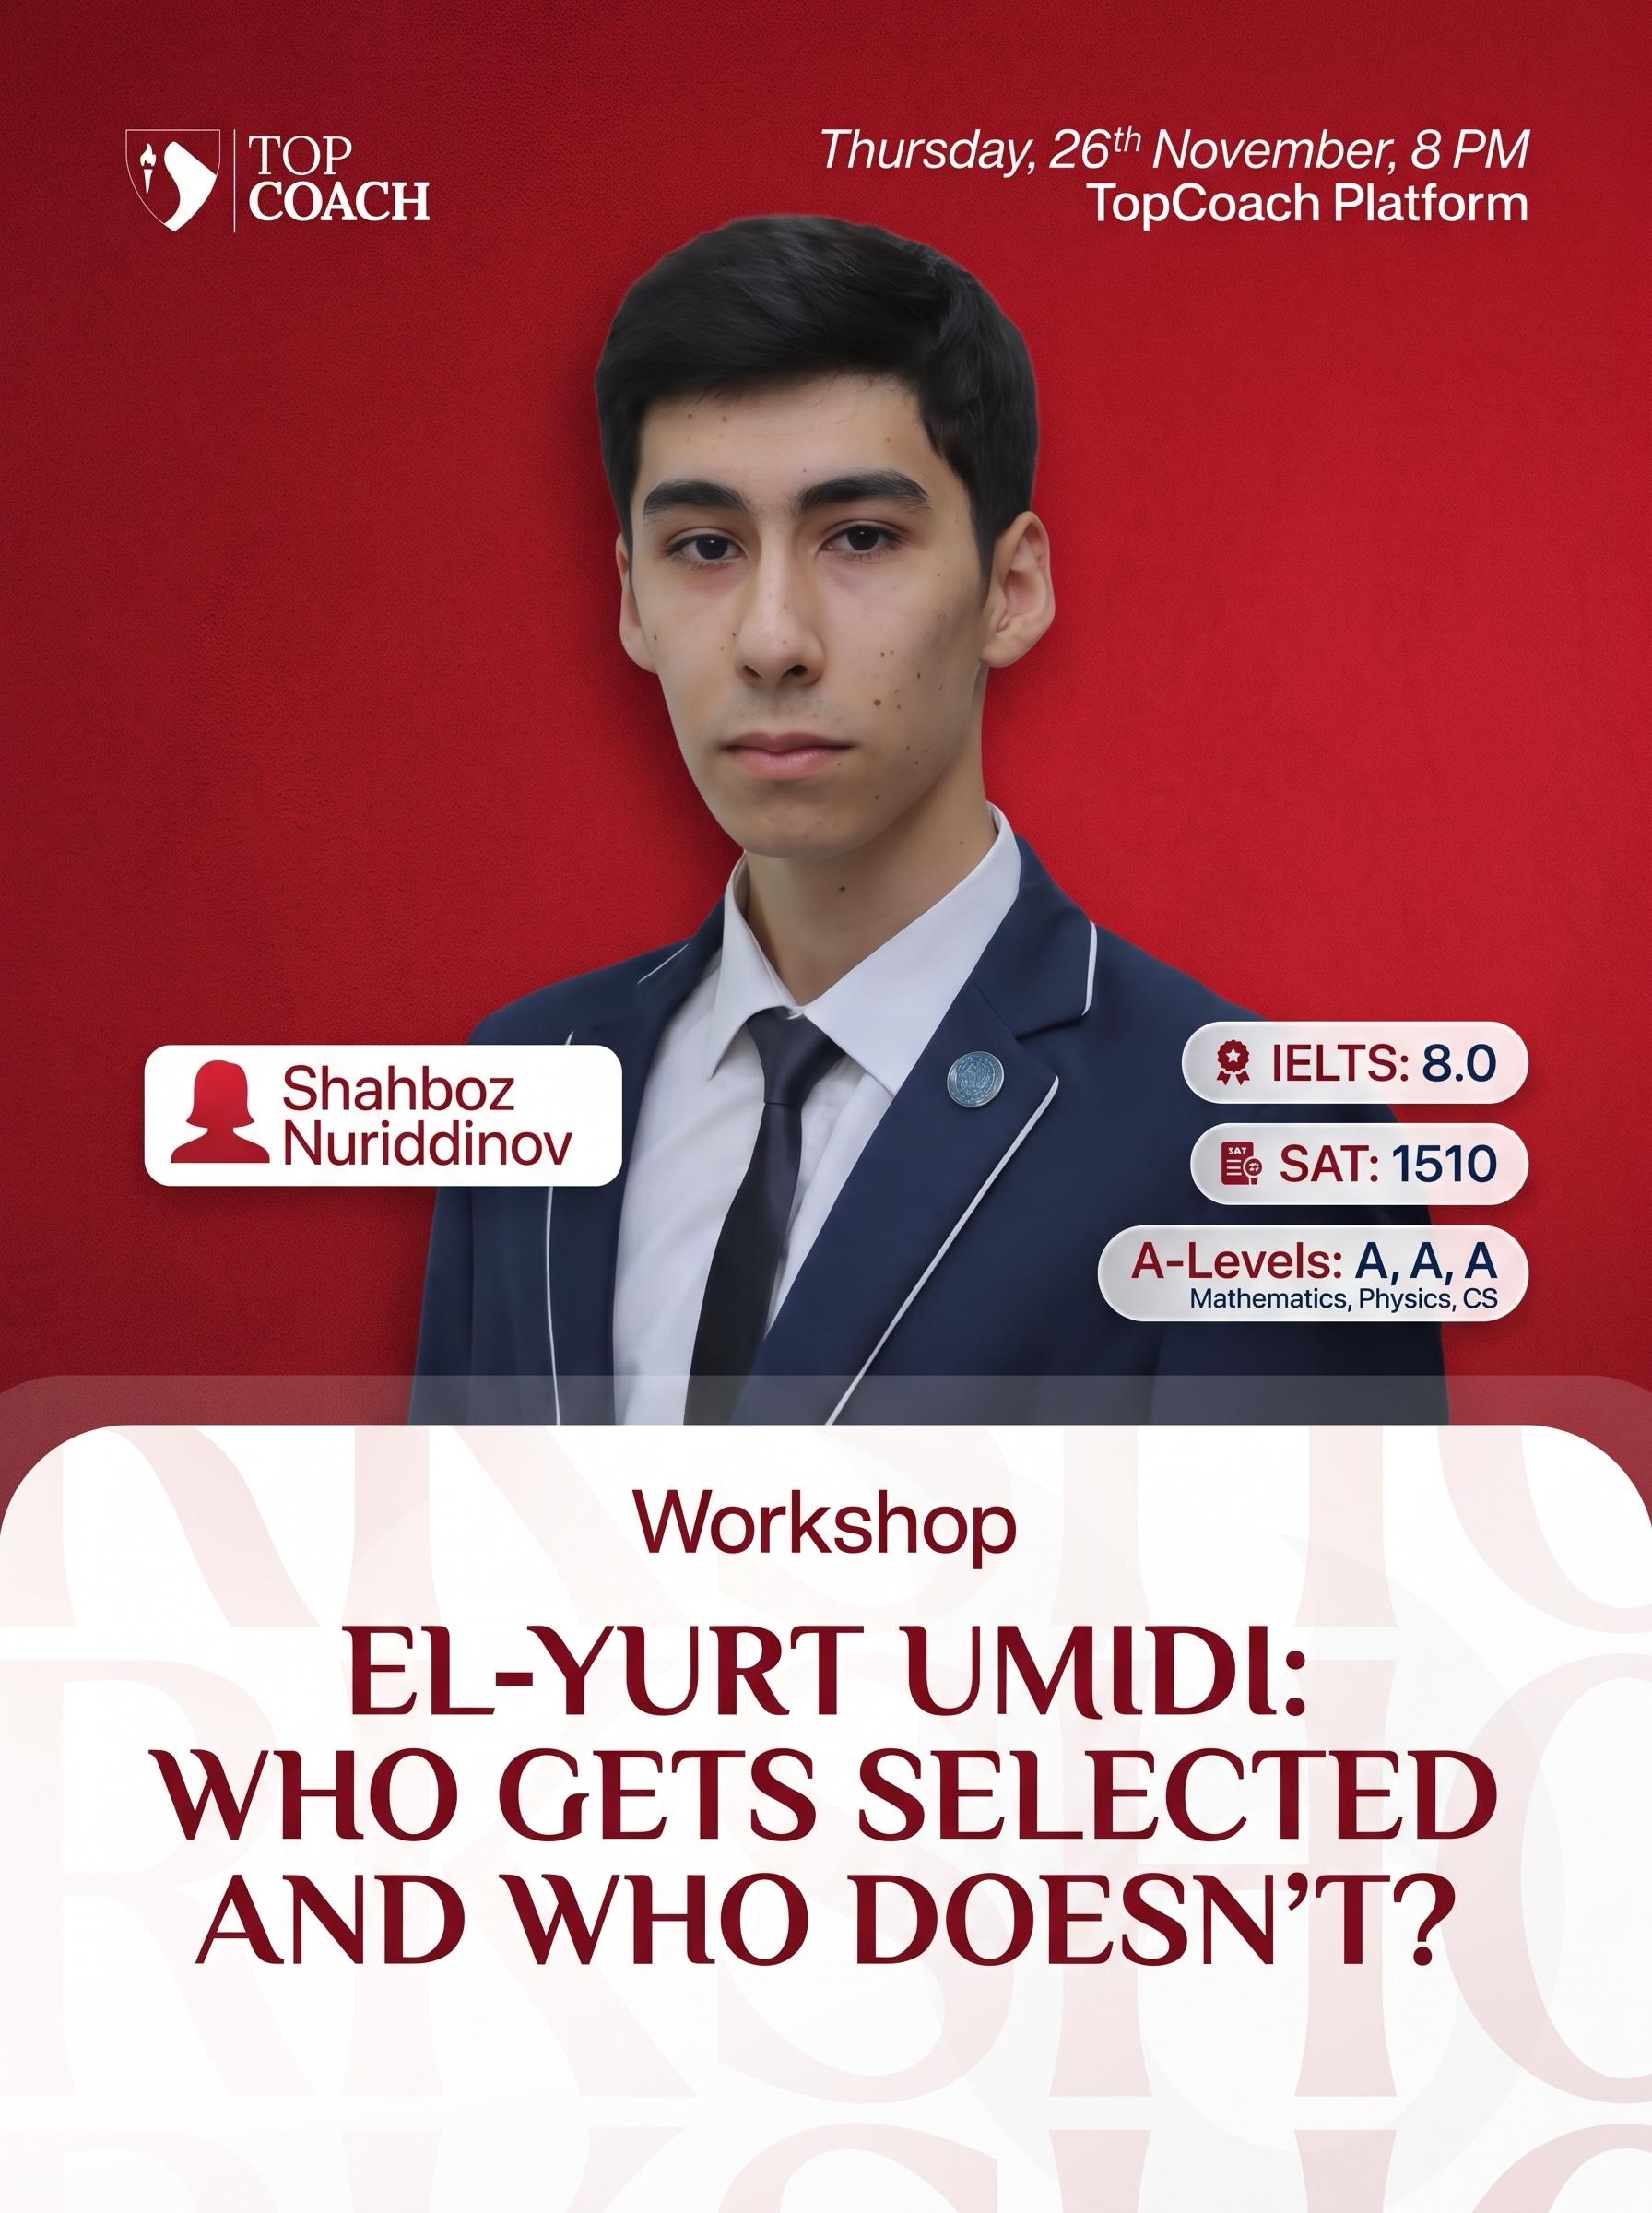 TOP
COACH
Thursday, 26th November, 8 PM
TopCoach Platform
Shahboz
Nuriddinov
IELTS: 8.0
SAT
SAT: 1510
A-Levels: A, A, A
Mathematics, Physics, CS
Workshop
EL-YURT UMIDI:
WHO GETS SELECTED
AND WHO DOESN’T?